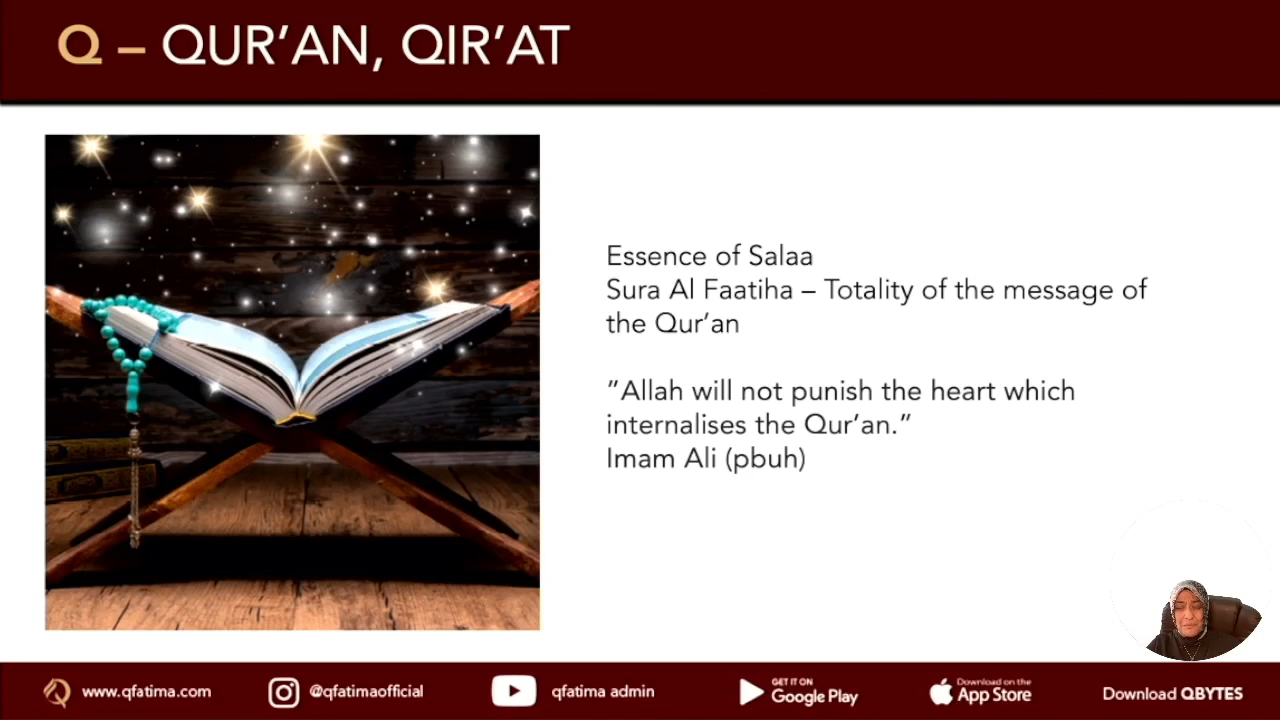 Q – QUR’AN, QIR’AT
Essence of Salaa
Sura Al Faatiha – Totality of the message of
the Qur’an
”Allah will not punish the heart which
internalises the Qur’an.”
Imam Ali (pbuh)
www.qfatima.com
@qfatimaofficial
qfatima admin
GET IT ON
Google Play
Download on the
App Store
Download QBYTES